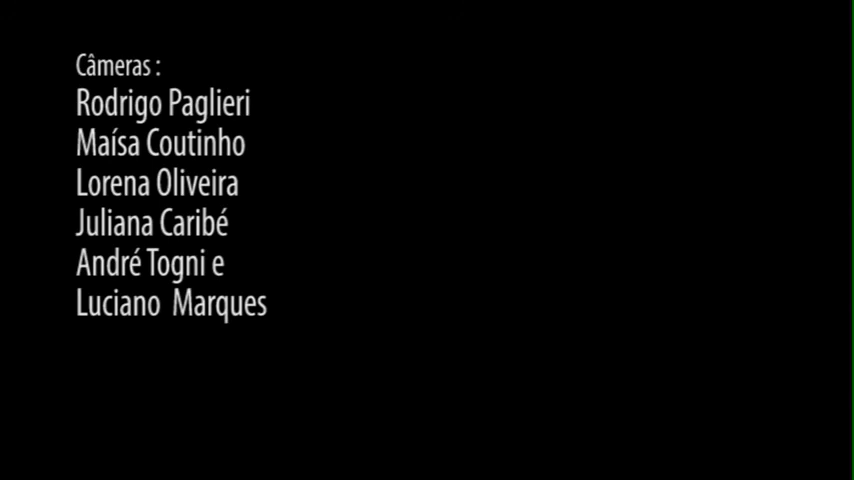 Câmeras :
Rodrigo Paglieri
Maísa Coutinho
Lorena Oliveira
Juliana Caribé
André Togni e
Luciano  Marques